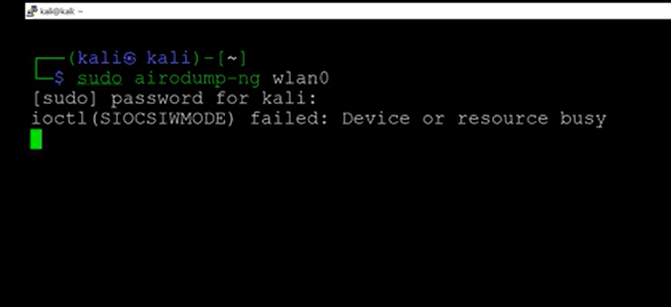 kali@kali: ~
┌──(kali㉿kali)-[~]
└─$ sudo airodump-ng wlan0
[sudo] password for kali:
ioctl(SIOCSIWMODE) failed: Device or resource busy